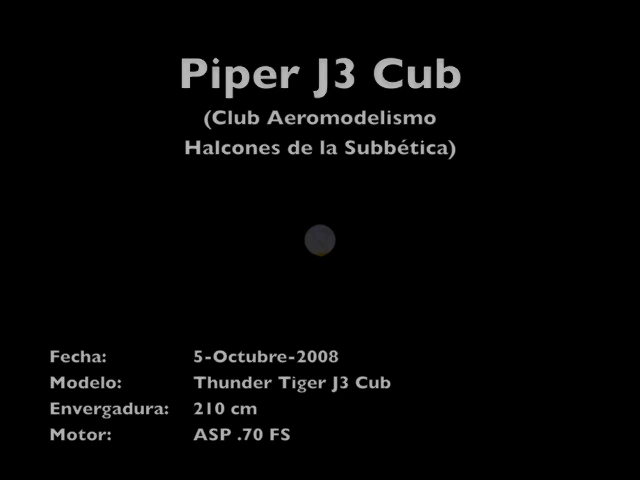 Piper J3 Cub
(Club Aeromodelismo
Halcones de la Subbética)
Fecha: 5-Octubre-2008
Modelo: Thunder Tiger J3 Cub
Envergadura: 210 cm
Motor: ASP .70 FS